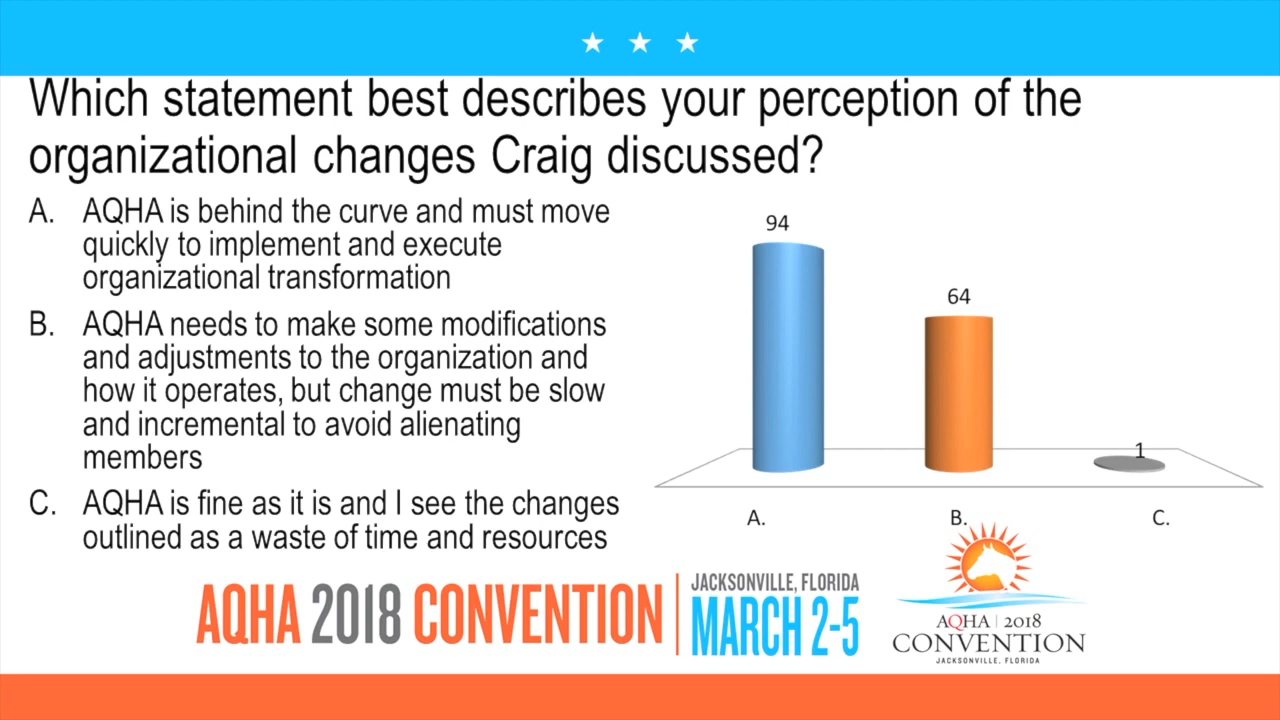 Which statement best describes your perception of the
organizational changes Craig discussed?
A. AQHA is behind the curve and must move
quickly to implement and execute
organizational transformation
B. AQHA needs to make some modifications
and adjustments to the organization and
how it operates, but change must be slow
and incremental to avoid alienating
members
C. AQHA is fine as it is and I see the changes
outlined as a waste of time and resources
94
64
1
A.
B.
C.
AQHA 2018 CONVENTION
JACKSONVILLE, FLORIDA
MARCH 2-5
AQHA | 2018
CONVENTION
JACKSONVILLE, FLORIDA